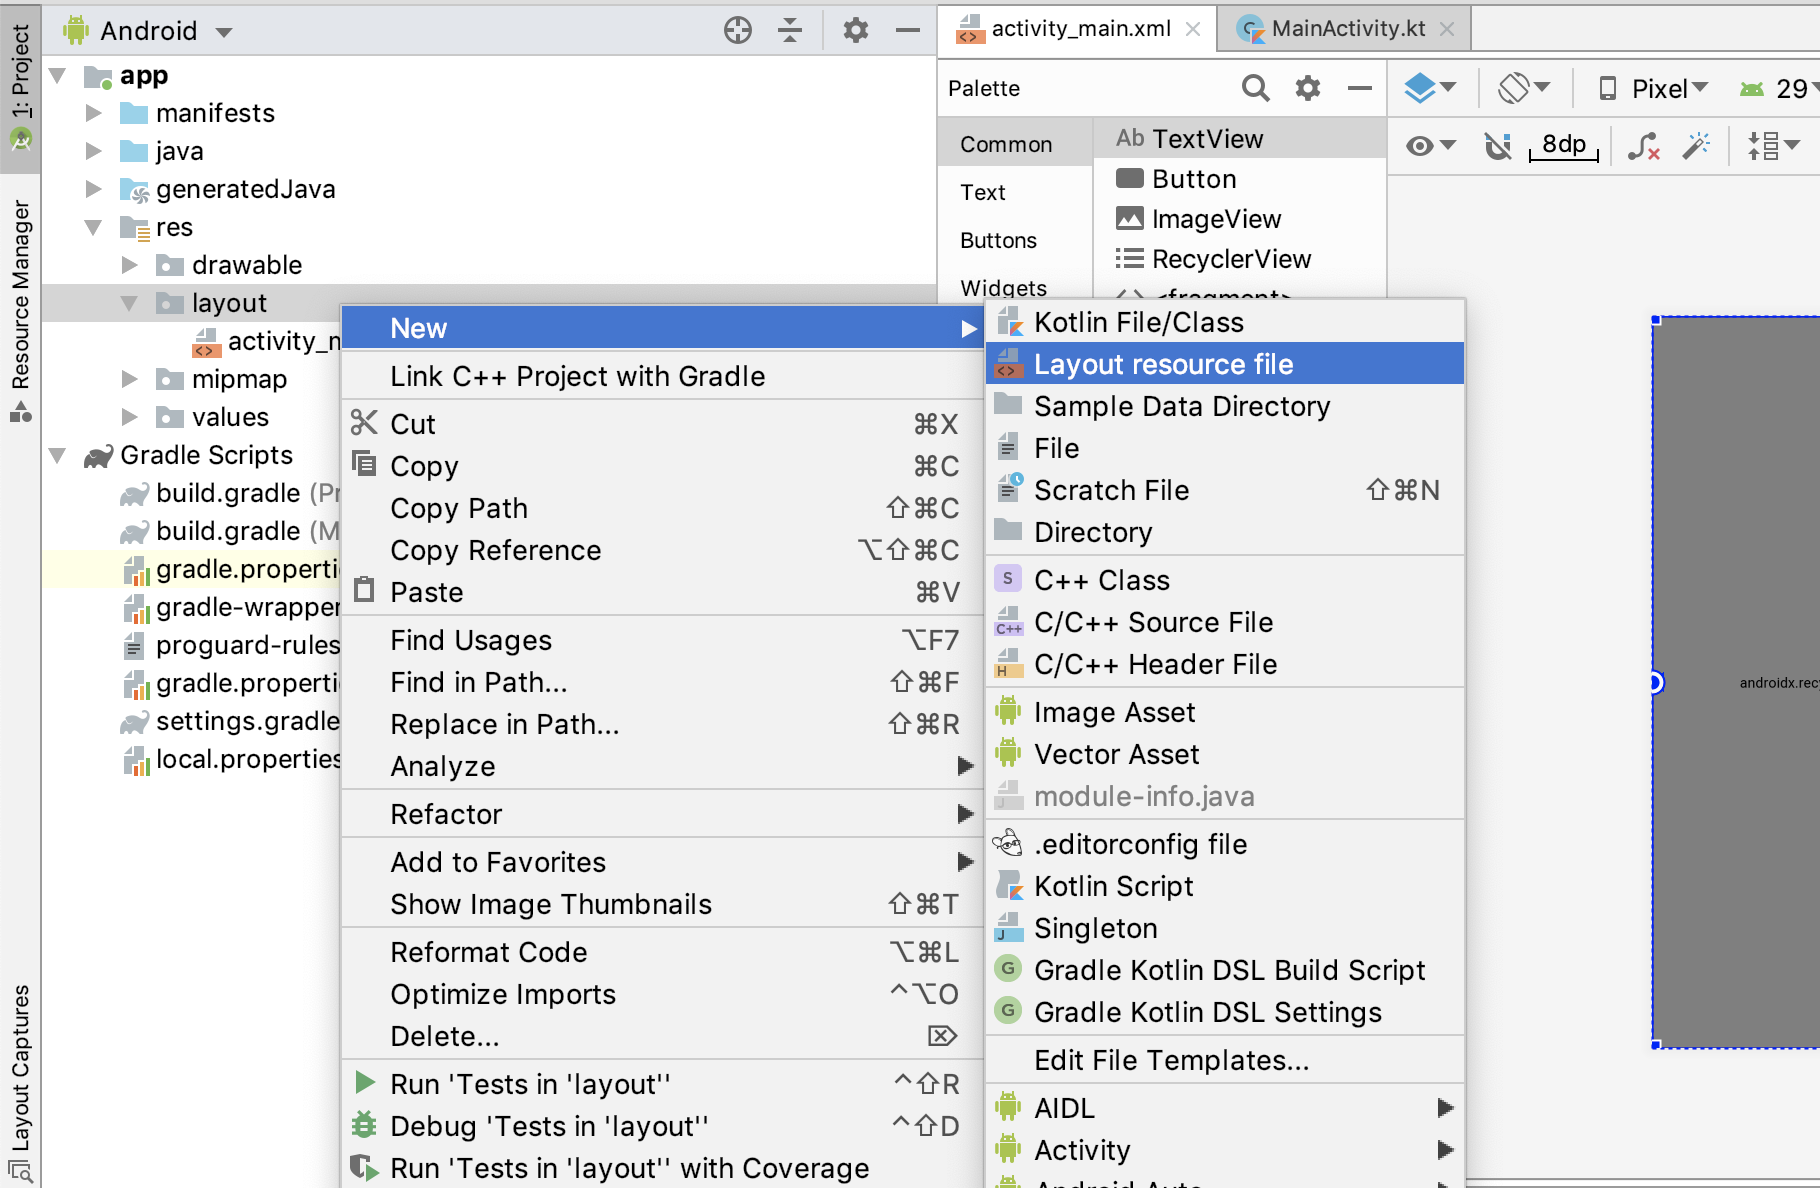 1: Project
Resource Manager
Layout Captures
Android
app
manifests
java
generatedJava
res
drawable
layout
activity_m
mipmap
values
Gradle Scripts
build.gradle (Pr
build.gradle (M
gradle.properti
gradle-wrapper
proguard-rules
gradle.properti
settings.gradle
local.properties
activity_main.xml
MainActivity.kt
Palette
Pixel
29
8dp
Common
Text
Buttons
Widgets
Ab TextView
Button
ImageView
RecyclerView
<fragment>
New
Link C++ Project with Gradle
Cut ⌘X
Copy ⌘C
Copy Path ⇧⌘C
Copy Reference ⌥⇧⌘C
Paste ⌘V
Find Usages ⌥F7
Find in Path... ⇧⌘F
Replace in Path... ⇧⌘R
Analyze
Refactor
Add to Favorites
Show Image Thumbnails ⇧⌘T
Reformat Code ⌥⌘L
Optimize Imports ^⌥O
Delete... ⌦
Run 'Tests in 'layout'' ^⇧R
Debug 'Tests in 'layout'' ^⇧D
Run 'Tests in 'layout'' with Coverage
Kotlin File/Class
Layout resource file
Sample Data Directory
File
Scratch File ⇧⌘N
Directory
C++ Class
C/C++ Source File
C/C++ Header File
Image Asset
Vector Asset
module-info.java
.editorconfig file
Kotlin Script
Singleton
Gradle Kotlin DSL Build Script
Gradle Kotlin DSL Settings
Edit File Templates...
AIDL
Activity
Android Auto
androidx.recy